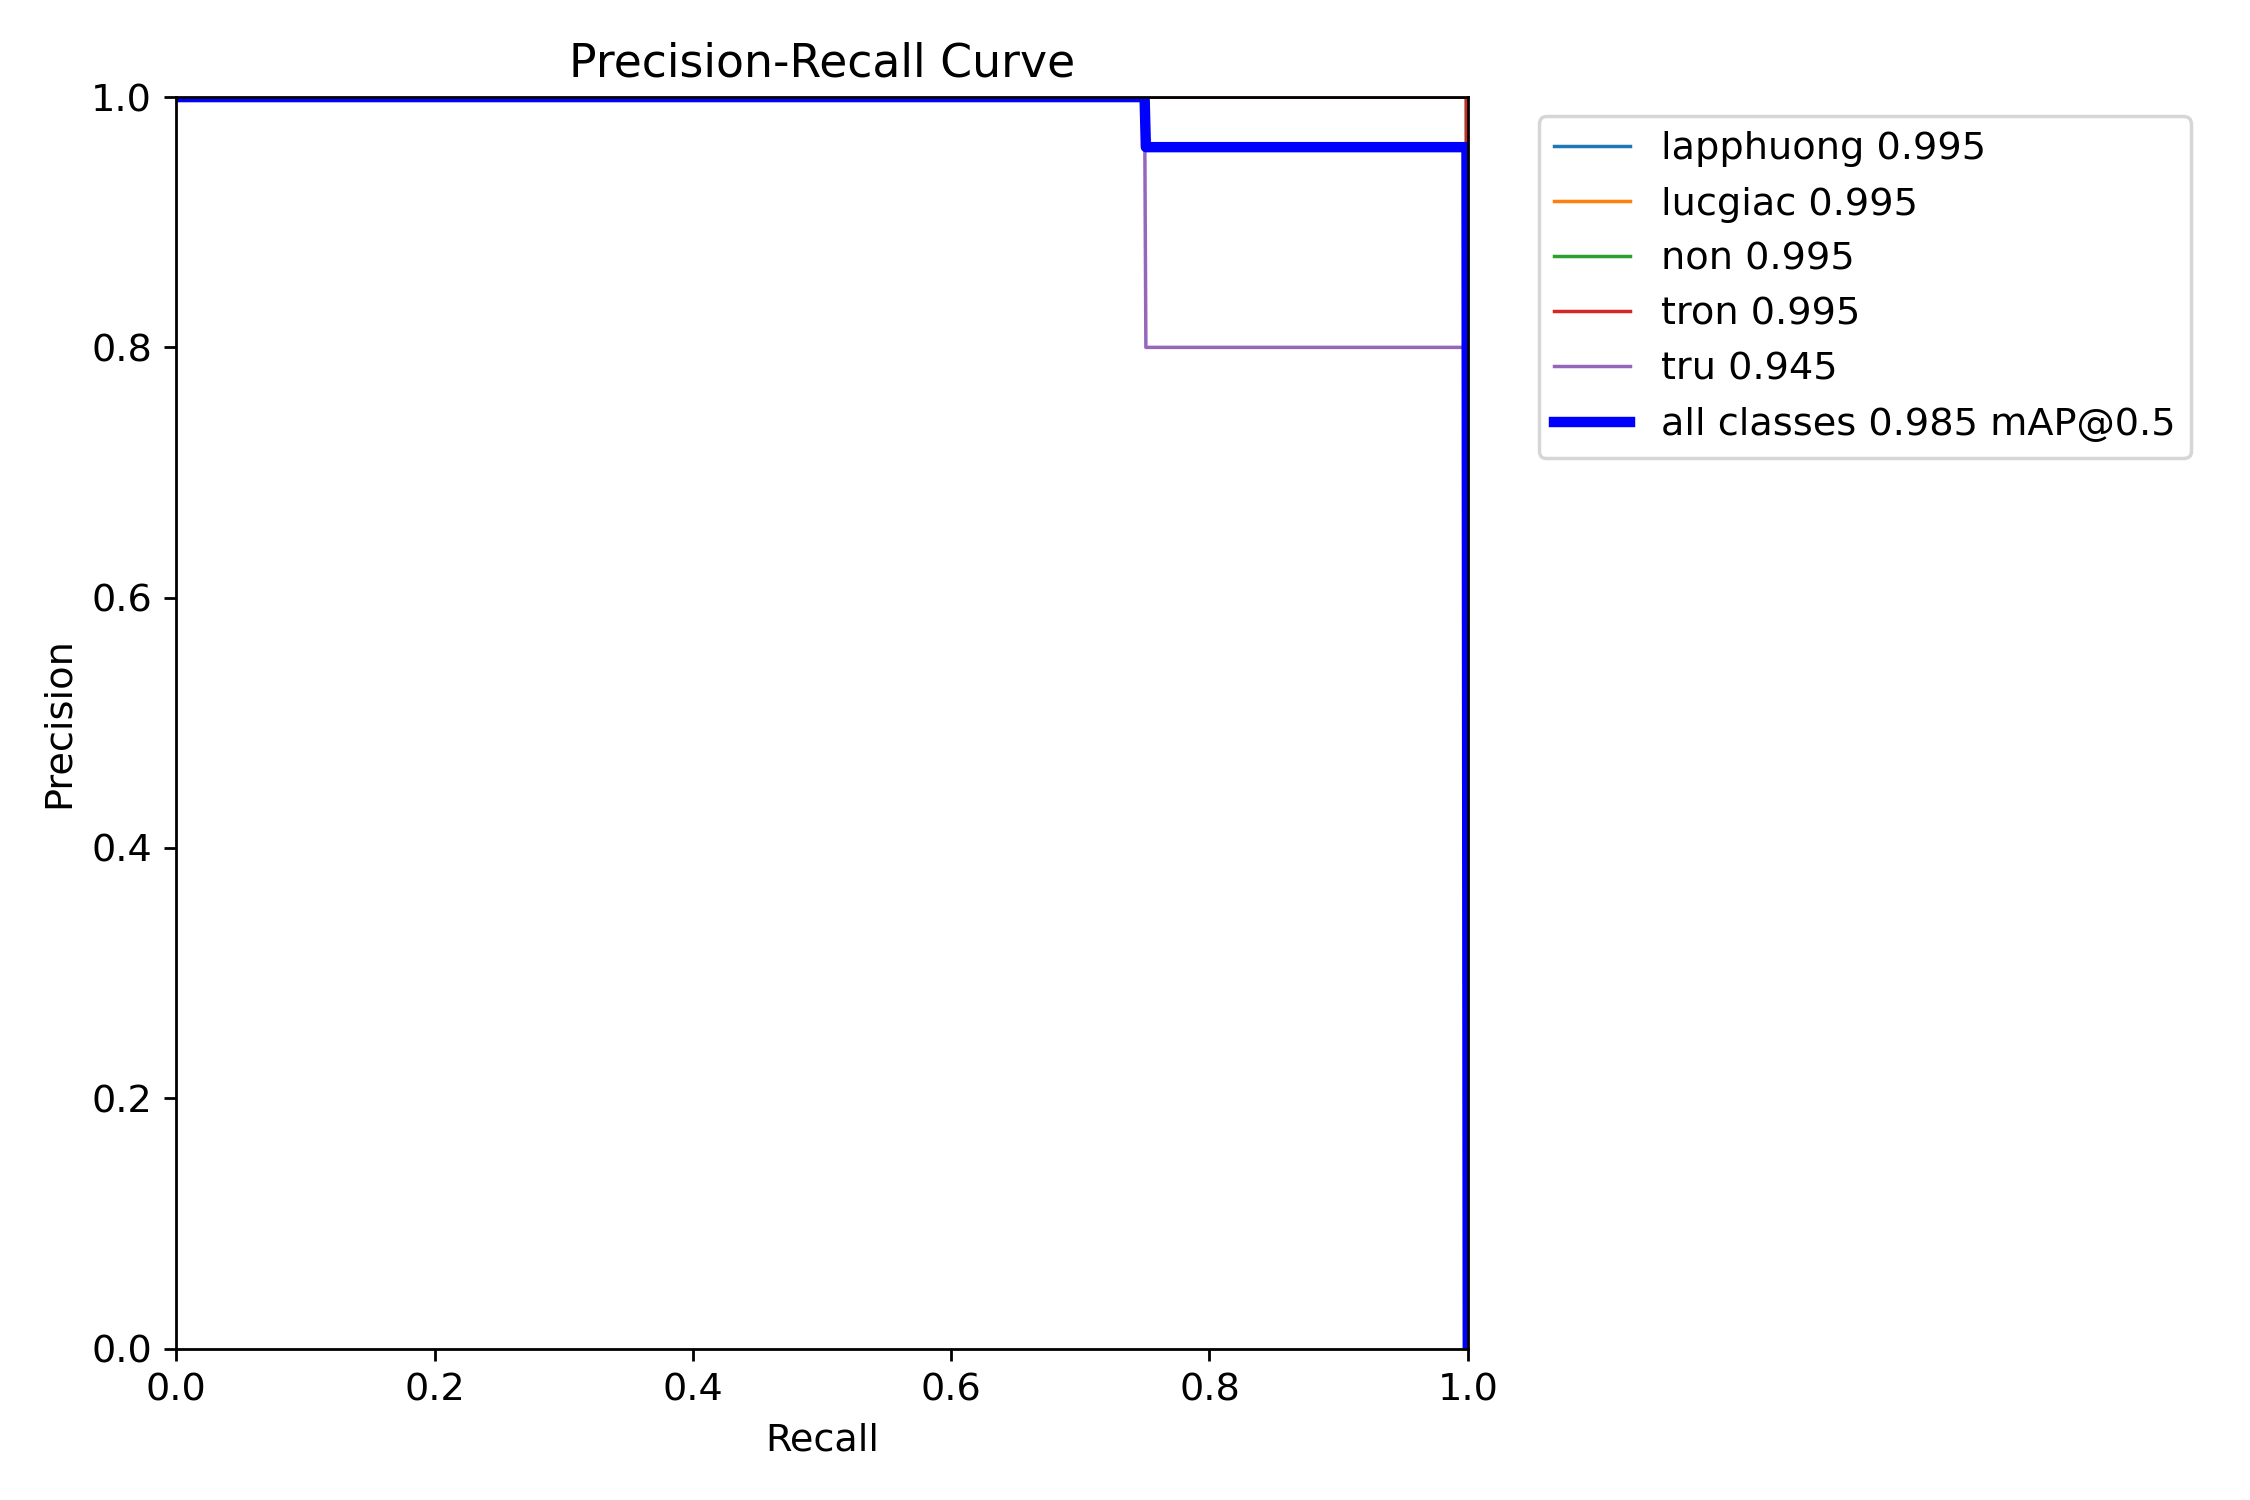 Precision-Recall Curve
1.0
0.8
0.6
0.4
0.2
0.0
Precision
0.0 0.2 0.4 0.6 0.8 1.0
Recall
lapphuong 0.995
lucgiac 0.995
non 0.995
tron 0.995
tru 0.945
all classes 0.985 mAP@0.5